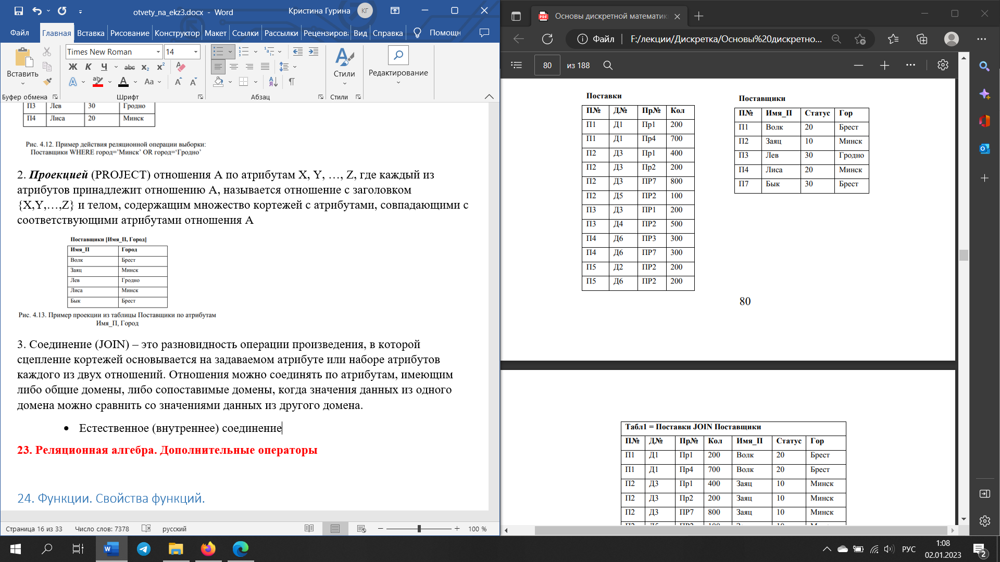 otvety_na_ekz3.docx - Word
Кристина Гурина
КГ
Файл Главная Вставка Рисование Конструктор Макет Ссылки Рассылки Рецензирова Вид Справка Помощн
Вставить
Times New Roman 14
Ж К Ч abc x₂ x²
Aa
Стили
Редактирование
Буфер обмена Шрифт Абзац Стили
П3 Лев 30 Гродно
П4 Лиса 20 Минск
Рис. 4.12. Пример действия реляционной операции выборки:
Поставщики WHERE город='Минск' OR город='Гродно'
2. Проекцией (PROJECT) отношения А по атрибутам X, Y, …, Z, где каждый из
атрибутов принадлежит отношению А, называется отношение с заголовком
{X,Y,…,Z} и телом, содержащим множество кортежей с атрибутами, совпадающими с
соответствующими атрибутами отношения А
Поставщики [Имя_П, Город]
Имя_П Город
Волк Брест
Заяц Минск
Лев Гродно
Лиса Минск
Бык Брест
Рис. 4.13. Пример проекции из таблицы Поставщики по атрибутам
Имя_П, Город
3. Соединение (JOIN) – это разновидность операции произведения, в которой
сцепление кортежей основывается на задаваемом атрибуте или наборе атрибутов
каждого из двух отношений. Отношения можно соединять по атрибутам, имеющим
либо общие домены, либо сопоставимые домены, когда значения данных из одного
домена можно сравнить со значениями данных из другого домена.
• Естественное (внутреннее) соединение
23. Реляционная алгебра. Дополнительные операторы
24. Функции. Свойства функций.
Страница 16 из 33 Число слов: 7378 русский 100 %
Основы дискретной математик
Файл F:/лекции/Дискретка/Основы%20дискретно...
80 из 188
Поставки
П№ Д№ Пр№ Кол
П1 Д1 Пр1 200
П1 Д1 Пр4 700
П2 Д3 Пр1 400
П2 Д3 Пр2 200
П2 Д3 ПР7 800
П2 Д5 ПР2 100
П3 Д3 ПР1 200
П3 Д4 ПР2 500
П4 Д6 ПР3 300
П4 Д6 ПР7 300
П5 Д2 ПР2 200
П5 Д6 ПР2 200
Поставщики
П№ Имя_П Статус Гор
П1 Волк 20 Брест
П2 Заяц 10 Минск
П3 Лев 30 Гродно
П4 Лиса 20 Минск
П7 Бык 30 Брест
80
Табл1 = Поставки JOIN Поставщики
П№ Д№ Пр№ Кол Имя_П Статус Гор
П1 Д1 Пр1 200 Волк 20 Брест
П1 Д1 Пр4 700 Волк 20 Брест
П2 Д3 Пр1 400 Заяц 10 Минск
П2 Д3 Пр2 200 Заяц 10 Минск
П2 Д3 ПР7 800 Заяц 10 Минск
РУС
1:08
02.01.2023
2